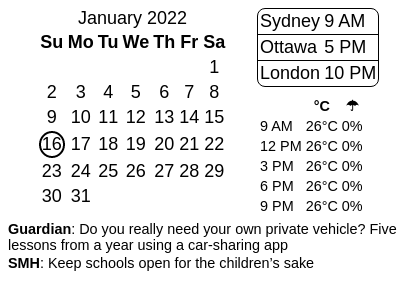 January 2022
Su Mo Tu We Th Fr Sa
1
2 3 4 5 6 7 8
9 10 11 12 13 14 15
16 17 18 19 20 21 22
23 24 25 26 27 28 29
30 31
Sydney 9 AM
Ottawa 5 PM
London 10 PM
°C ☂
9 AM 26°C 0%
12 PM 26°C 0%
3 PM 26°C 0%
6 PM 26°C 0%
9 PM 26°C 0%
Guardian: Do you really need your own private vehicle? Five
lessons from a year using a car-sharing app
SMH: Keep schools open for the children’s sake